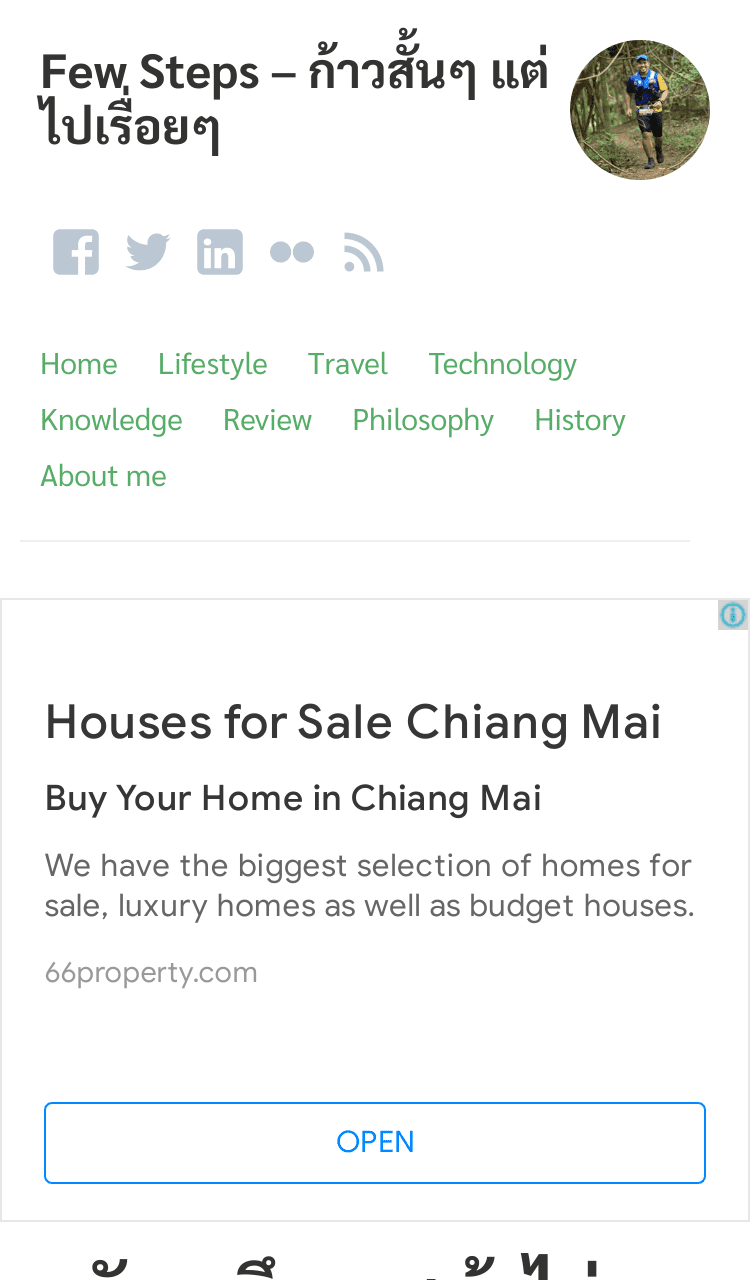 Few Steps – ก้าวสั้นๆ แต่
ไปเรื่อยๆ
Home Lifestyle Travel Technology
Knowledge Review Philosophy History
About me
Houses for Sale Chiang Mai
Buy Your Home in Chiang Mai
We have the biggest selection of homes for
sale, luxury homes as well as budget houses.
66property.com
OPEN